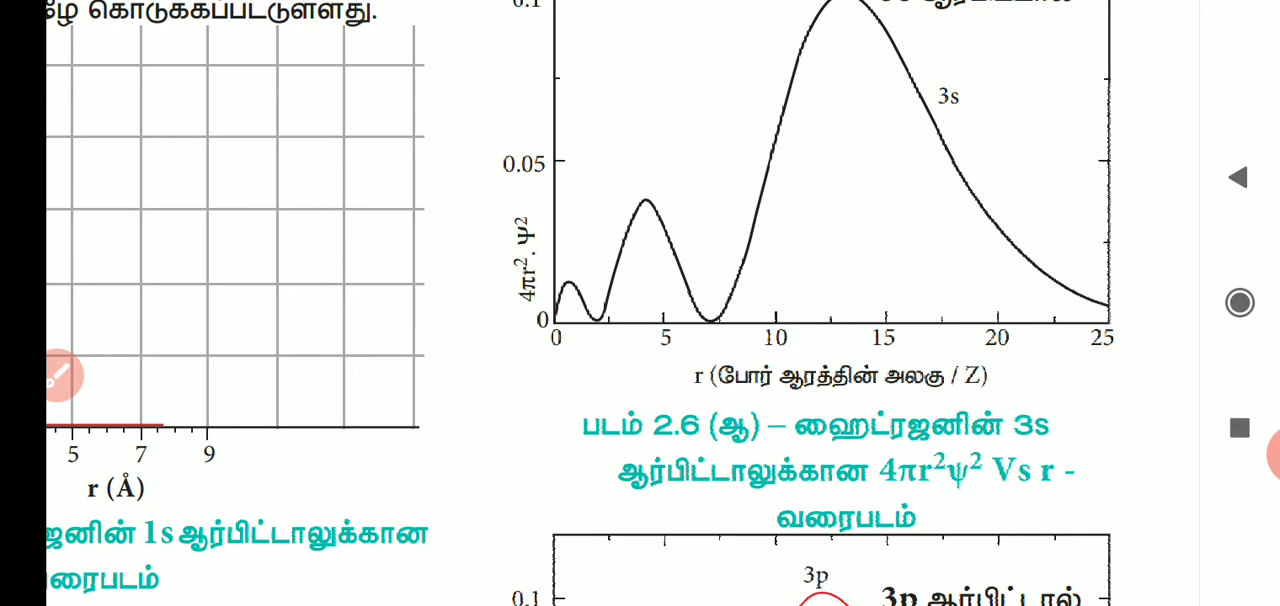 கொடுக்கப்பட்டுள்ளது.
5 7 9
r (Å)
ஜனின் 1s ஆர்பிட்டாலுக்கான
வரைபடம்
0.1
3s
0.05
4πr². Ψ²
0
0 5 10 15 20 25
r (போர் ஆரத்தின் அலகு / Z)
படம் 2.6 (ஆ) – ஹைட்ரஜனின் 3s
ஆர்பிட்டாலுக்கான 4πr²ψ² Vs r -
வரைபடம்
3p
0.1 3p ஆர்பிட்டால்